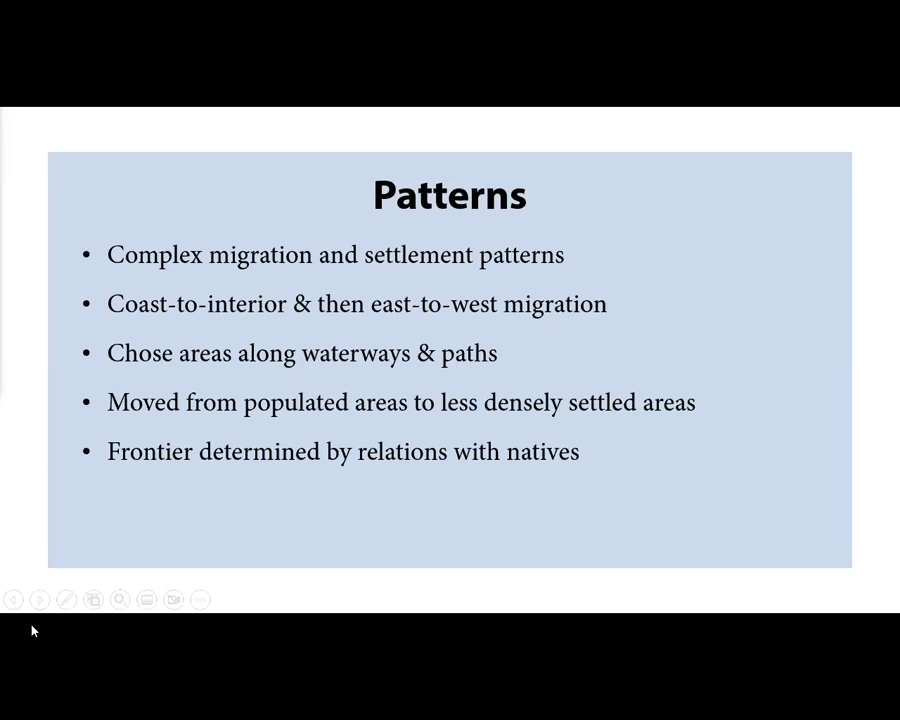 Patterns
• Complex migration and settlement patterns
• Coast-to-interior & then east-to-west migration
• Chose areas along waterways & paths
• Moved from populated areas to less densely settled areas
• Frontier determined by relations with natives